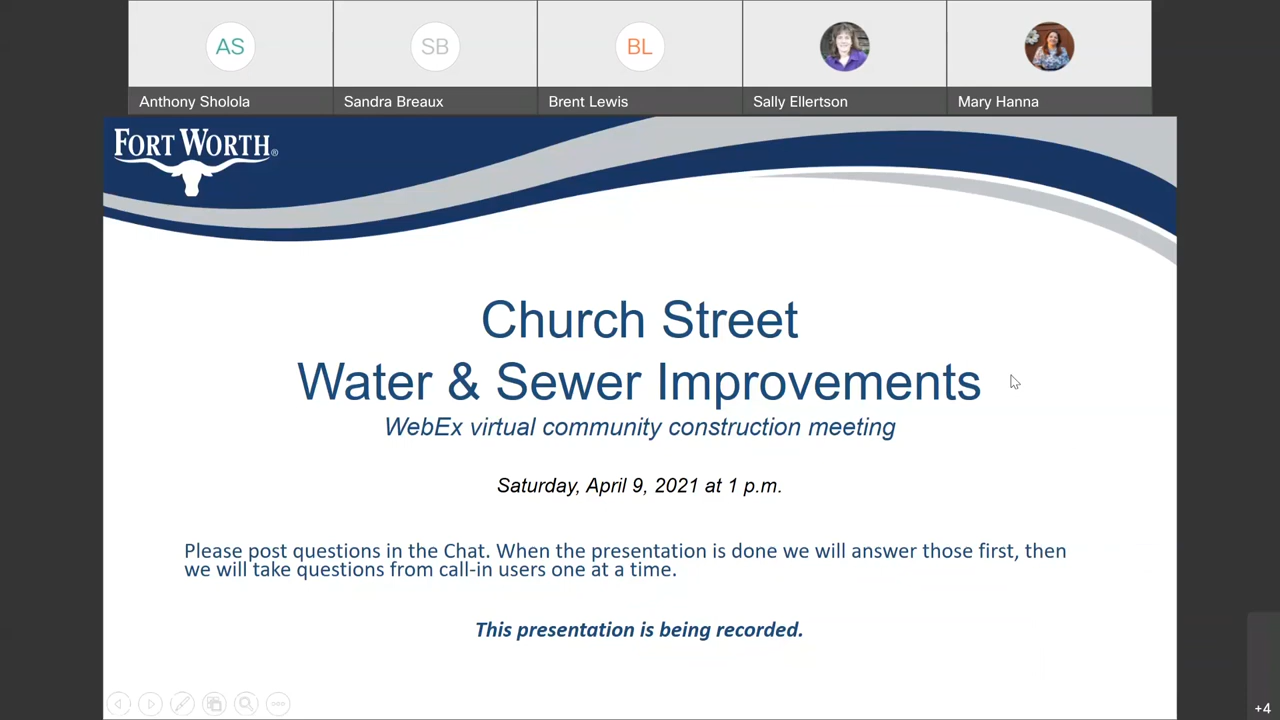 AS
SB
BL
Anthony Sholola
Sandra Breaux
Brent Lewis
Sally Ellertson
Mary Hanna
FORT WORTH®
Church Street
Water & Sewer Improvements
WebEx virtual community construction meeting
Saturday, April 9, 2021 at 1 p.m.
Please post questions in the Chat. When the presentation is done we will answer those first, then
we will take questions from call-in users one at a time.
This presentation is being recorded.
+4